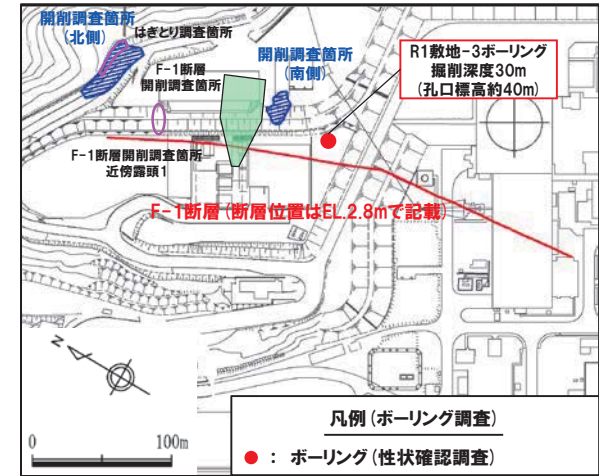 開削調査箇所
(北側)
はぎとり調査箇所
F-1断層
開削調査箇所
開削調査箇所
(南側)
R1敷地-3ボーリング
掘削深度30m
(孔口標高約40m)
F-1断層開削調査箇所
近傍露頭1
F-1断層(断層位置はEL.2.8mで記載)
N
0 100m
凡例(ボーリング調査)
● : ボーリング(性状確認調査)